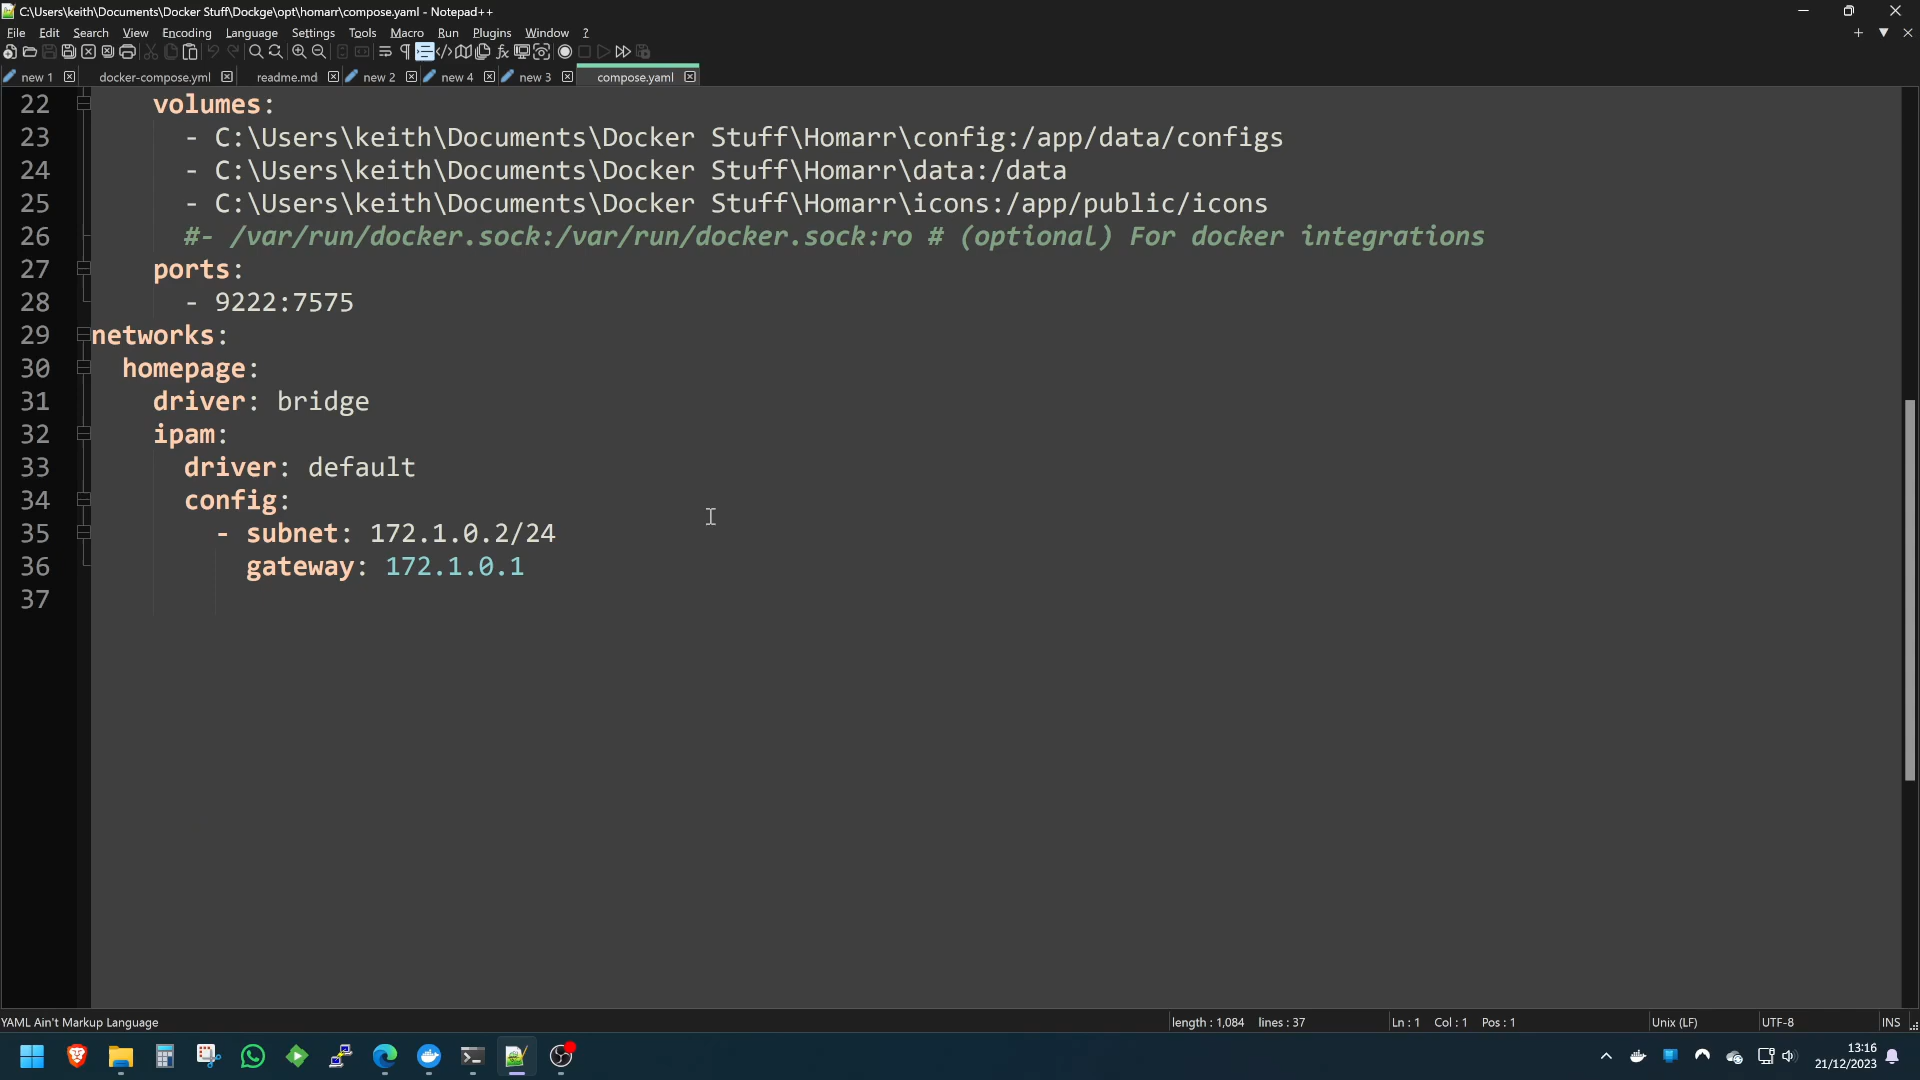 C:\Users\keith\Documents\Docker Stuff\Dockge\opt\homarr\compose.yaml - Notepad++
File Edit Search View Encoding Language Settings Tools Macro Run Plugins Window ?
new 1 docker-compose.yml readme.md new 2 new 4 new 3 compose.yaml
22 volumes:
23 - C:\Users\keith\Documents\Docker Stuff\Homarr\config:/app/data/configs
24 - C:\Users\keith\Documents\Docker Stuff\Homarr\data:/data
25 - C:\Users\keith\Documents\Docker Stuff\Homarr\icons:/app/public/icons
26 #- /var/run/docker.sock:/var/run/docker.sock:ro # (optional) For docker integrations
27 ports:
28 - 9222:7575
29 networks:
30 homepage:
31 driver: bridge
32 ipam:
33 driver: default
34 config:
35 - subnet: 172.1.0.2/24
36 gateway: 172.1.0.1
37
YAML Ain't Markup Language length : 1,084 lines : 37 Ln : 1 Col : 1 Pos : 1 Unix (LF) UTF-8 INS
13:16
21/12/2023